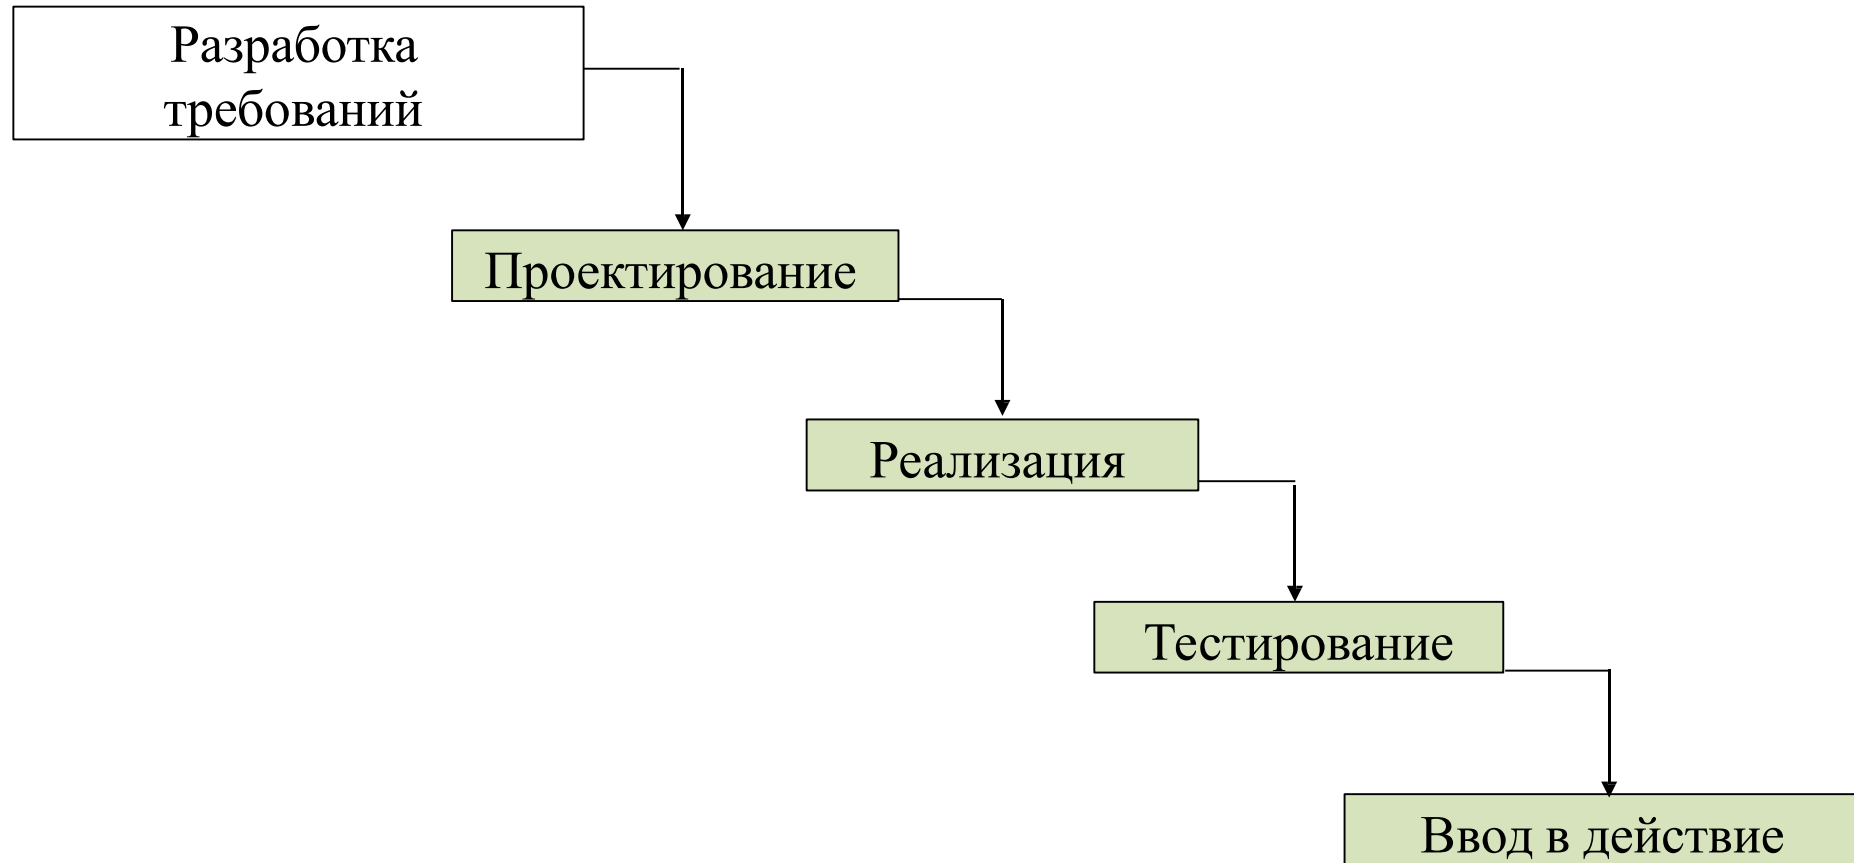 Разработка
требований
Проектирование
Реализация
Тестирование
Ввод в действие